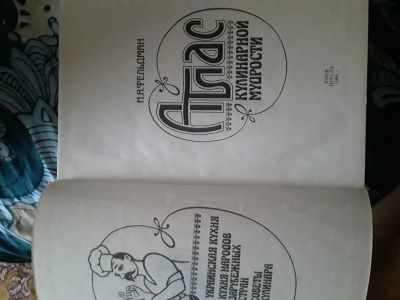 И.А.ФЕЛЬДМАН
Атлас
КУЛИНАРНОЙ
МУДРОСТИ
УКРАИНСКАЯ КУХНЯ
КУХНЯ НАРОДОВ
ЗАРУБЕЖНЫХ
СТРАН
СОВЕТЫ
КУЛИНАРА